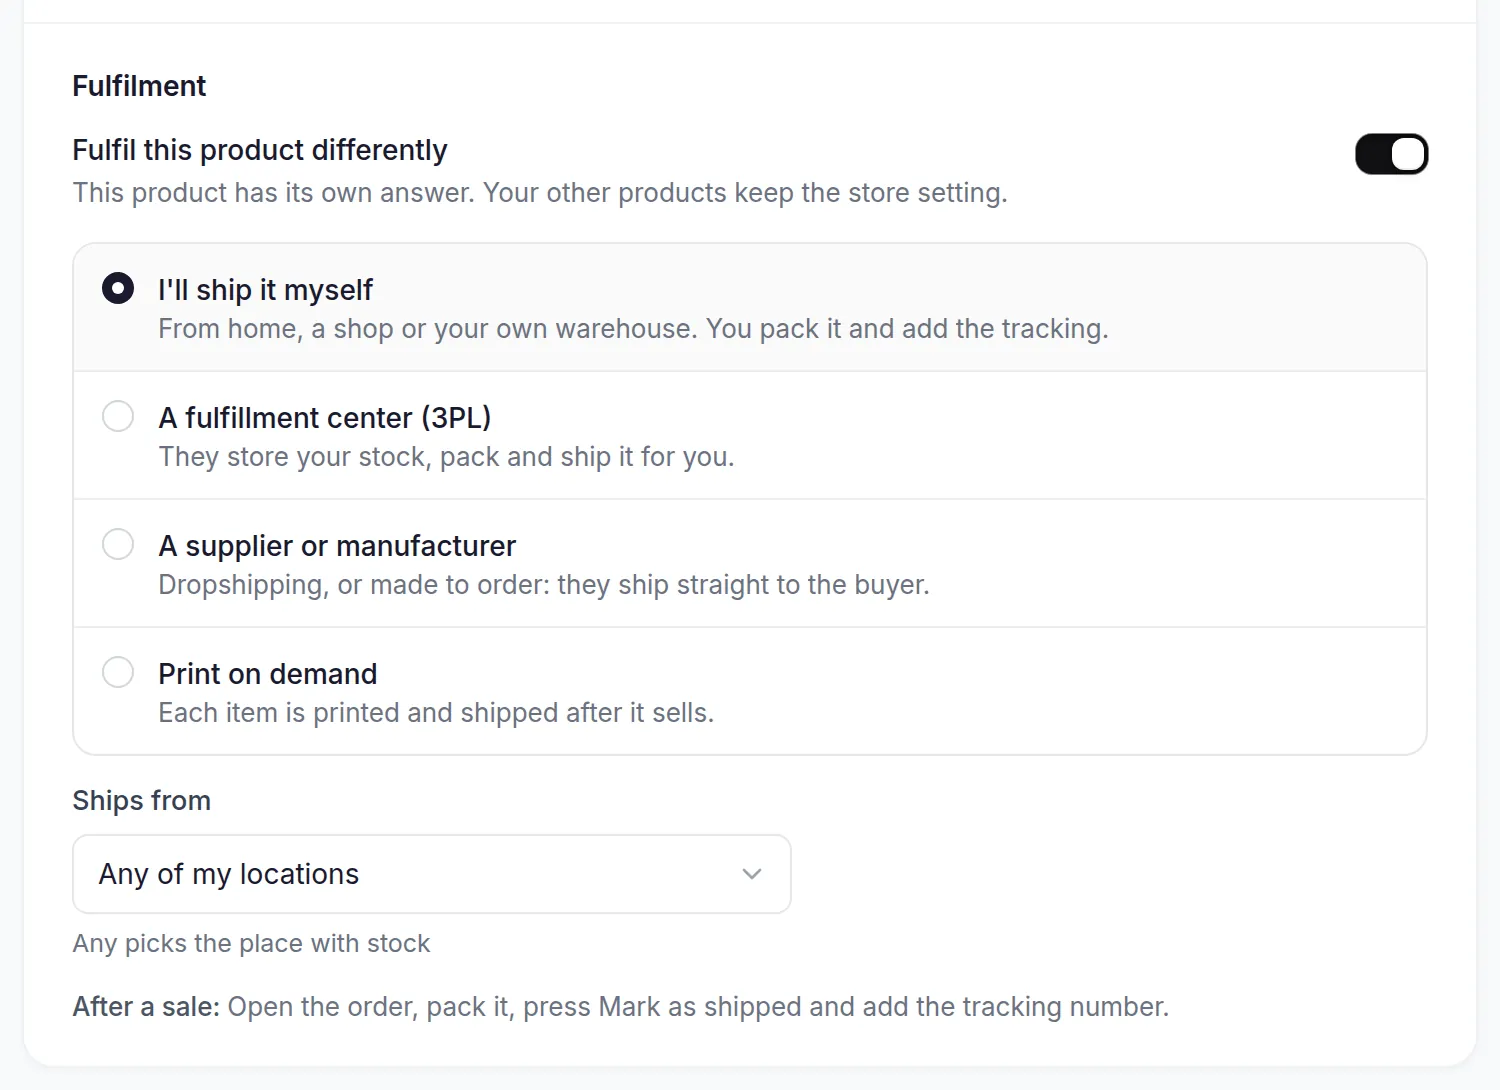 Fulfilment
Fulfil this product differently
This product has its own answer. Your other products keep the store setting.
I'll ship it myself
From home, a shop or your own warehouse. You pack it and add the tracking.
A fulfillment center (3PL)
They store your stock, pack and ship it for you.
A supplier or manufacturer
Dropshipping, or made to order: they ship straight to the buyer.
Print on demand
Each item is printed and shipped after it sells.
Ships from
Any of my locations
Any picks the place with stock
After a sale: Open the order, pack it, press Mark as shipped and add the tracking number.